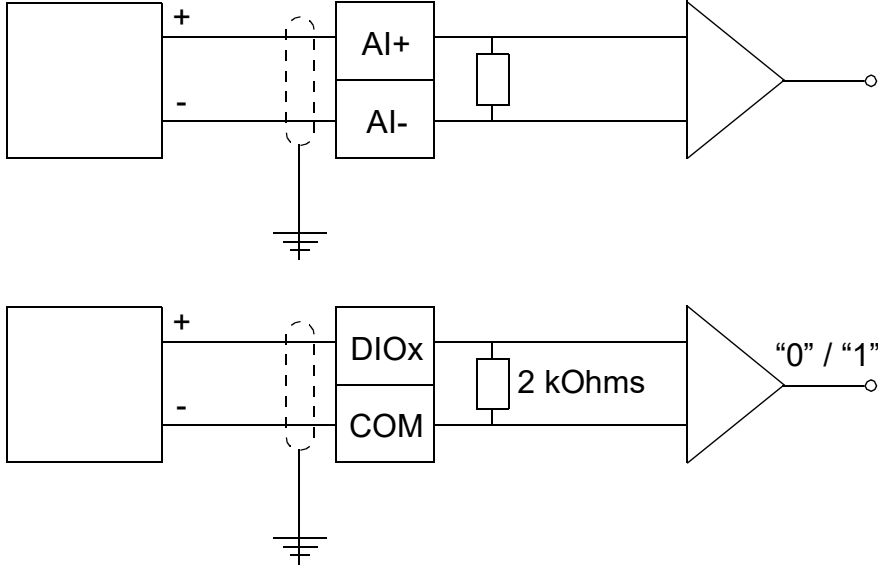 +
AI+
-
AI-
+
DIOx
2 kOhms
“0” / “1”
-
COM